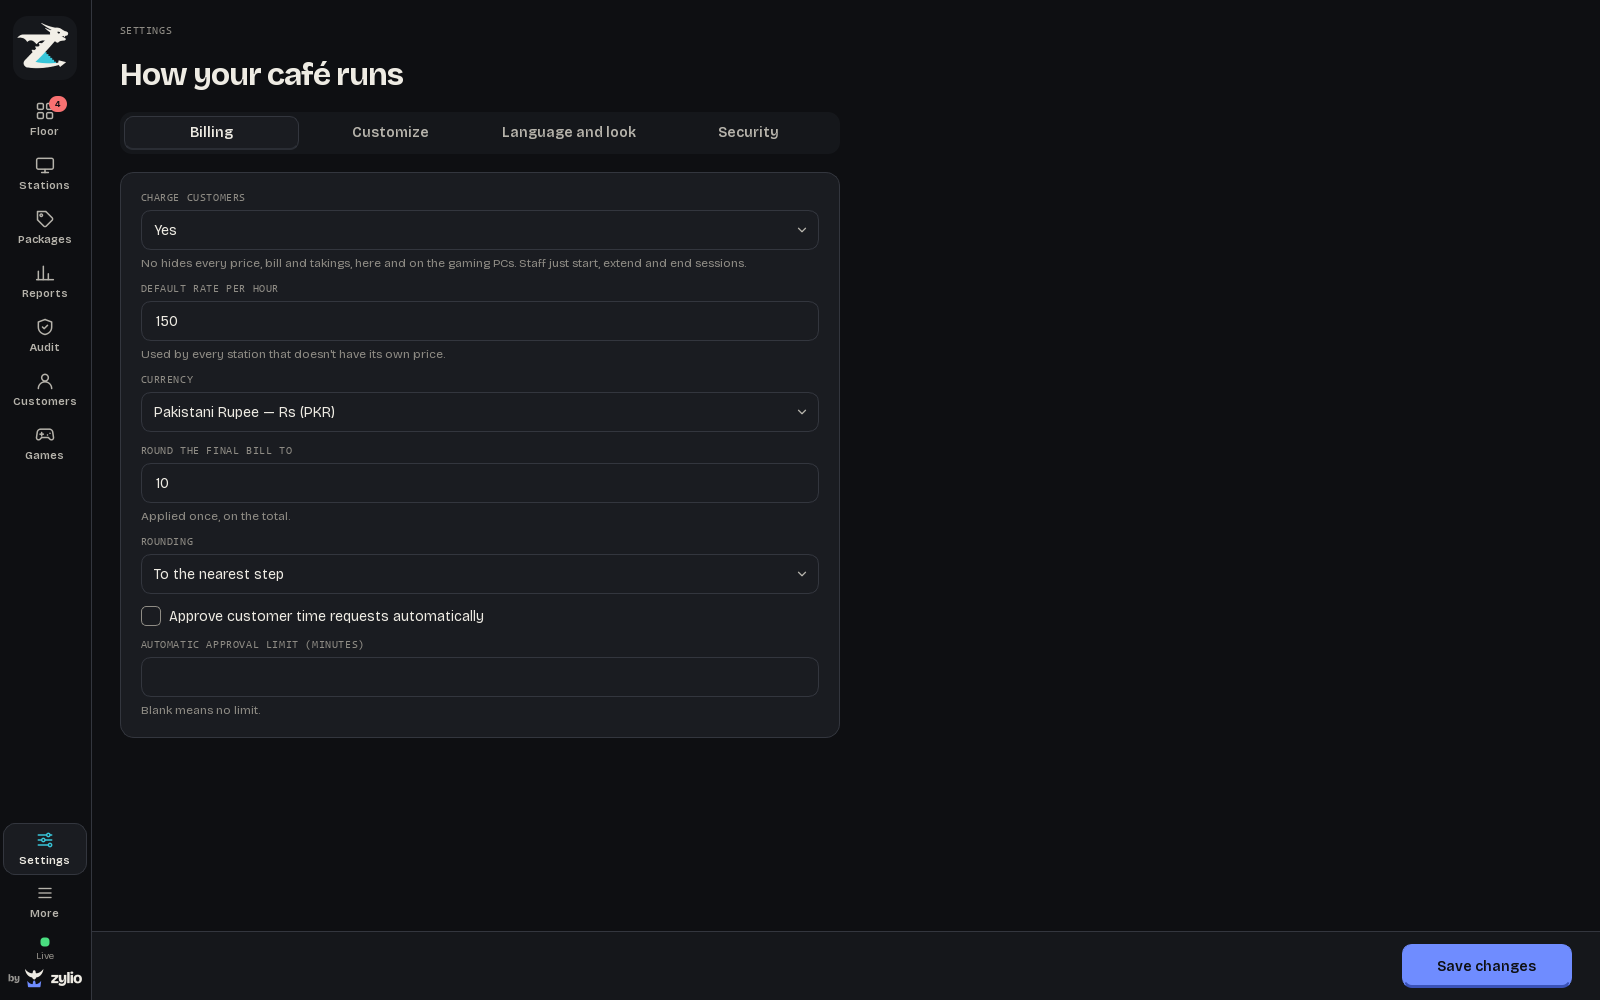 SETTINGS
How your café runs
4
Floor
Stations
Packages
Reports
Audit
Customers
Games
Settings
More
Live
by zylio
Billing
Customize
Language and look
Security
CHARGE CUSTOMERS
Yes
No hides every price, bill and takings, here and on the gaming PCs. Staff just start, extend and end sessions.
DEFAULT RATE PER HOUR
150
Used by every station that doesn't have its own price.
CURRENCY
Pakistani Rupee — Rs (PKR)
ROUND THE FINAL BILL TO
10
Applied once, on the total.
ROUNDING
To the nearest step
Approve customer time requests automatically
AUTOMATIC APPROVAL LIMIT (MINUTES)
Blank means no limit.
Save changes